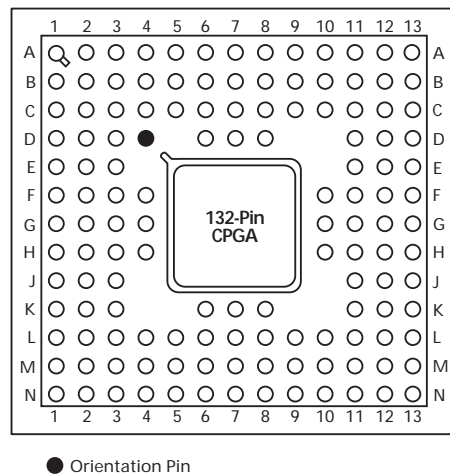 1 2 3 4 5 6 7 8 9 10 11 12 13
A A
B B
C C
D D
E E
F F
G G
H H
J J
K K
L L
M M
N N
132-Pin
CPGA
1 2 3 4 5 6 7 8 9 10 11 12 13
Orientation Pin